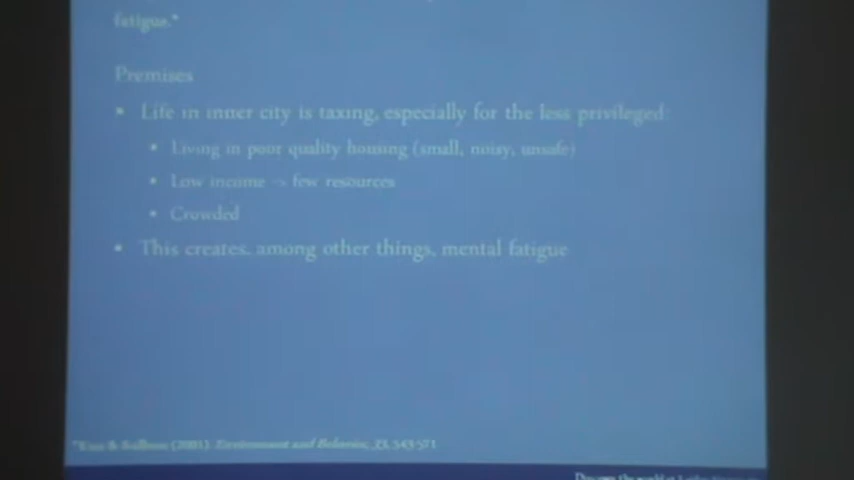 fatigue.*
Premises
• Life in inner city is taxing, especially for the less privileged:
• Living in poor quality housing (small, noisy, unsafe)
• Low income -> few resources
• Crowded
• This creates, among other things, mental fatigue
(2001). Environment and Behavior, 33, 543-571